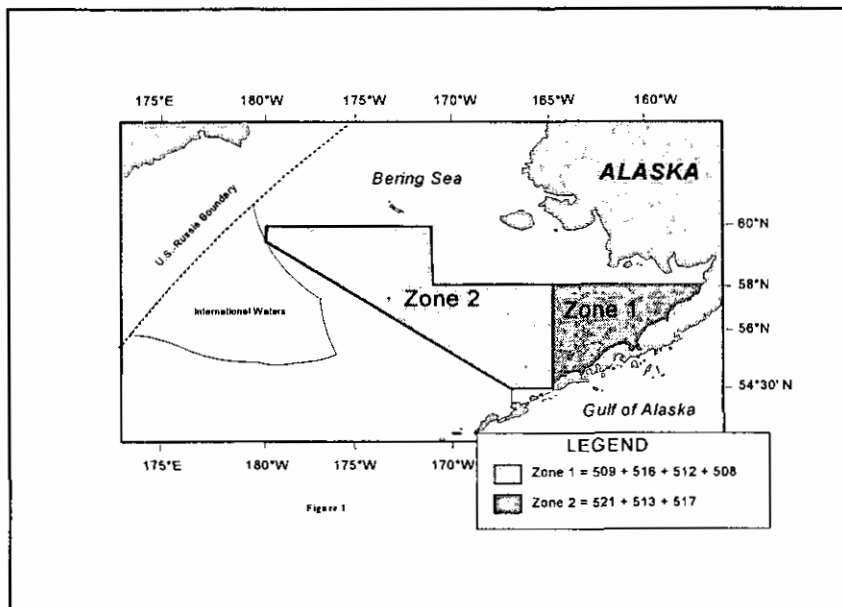 175°E 180°W 175°W 170°W 165°W 160°W
ALASKA
Bering Sea
60°N
U.S.-Russia Boundary
58°N
Zone 2
Zone 1
International Waters
56°N
54°30' N
Gulf of Alaska
LEGEND
175°E 180°W 175°W 170°W
Zone 1 = 509 + 516 + 512 + 508
Zone 2 = 521 + 513 + 517
Figure 1